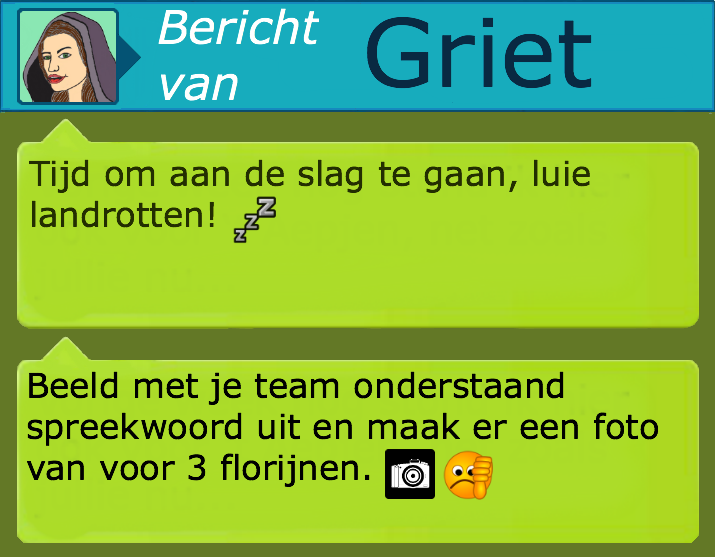 Bericht
van
Griet
Tijd om aan de slag te gaan, luie
landrotten! 💤
Beeld met je team onderstaand
spreekwoord uit en maak er een foto
van voor 3 florijnen.